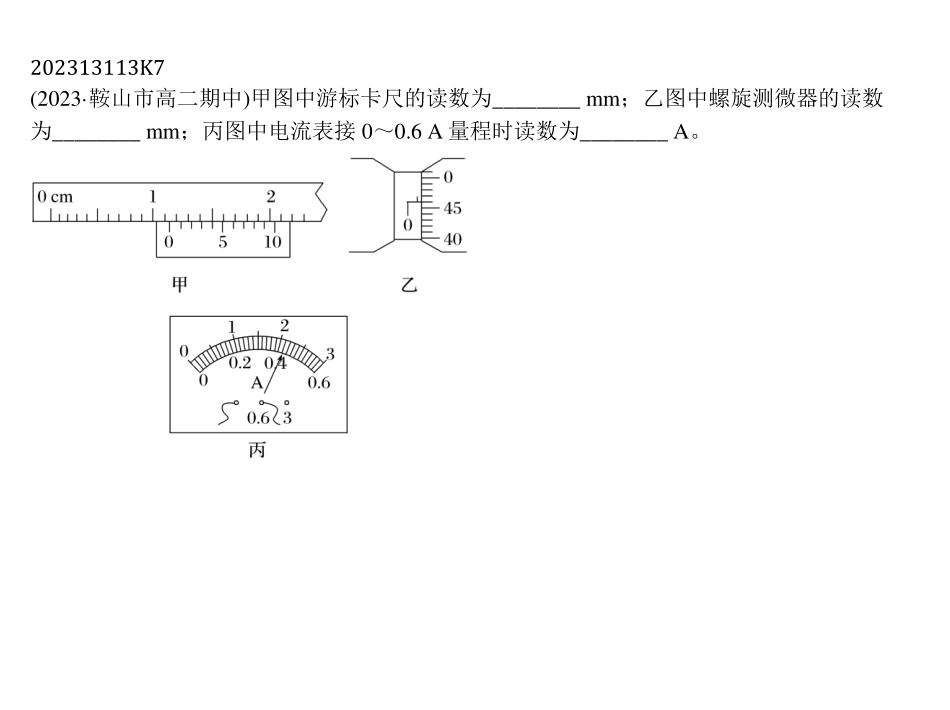 202313113K7
(2023·鞍山市高二期中)甲图中游标卡尺的读数为________ mm；乙图中螺旋测微器的读数
为________ mm；丙图中电流表接 0～0.6 A 量程时读数为________ A。
0 cm 1 2
0 5 10
甲
0
45
40
0
乙
0 1 2 3
0 0.2 0.4 0.6
A
0.6 3
丙